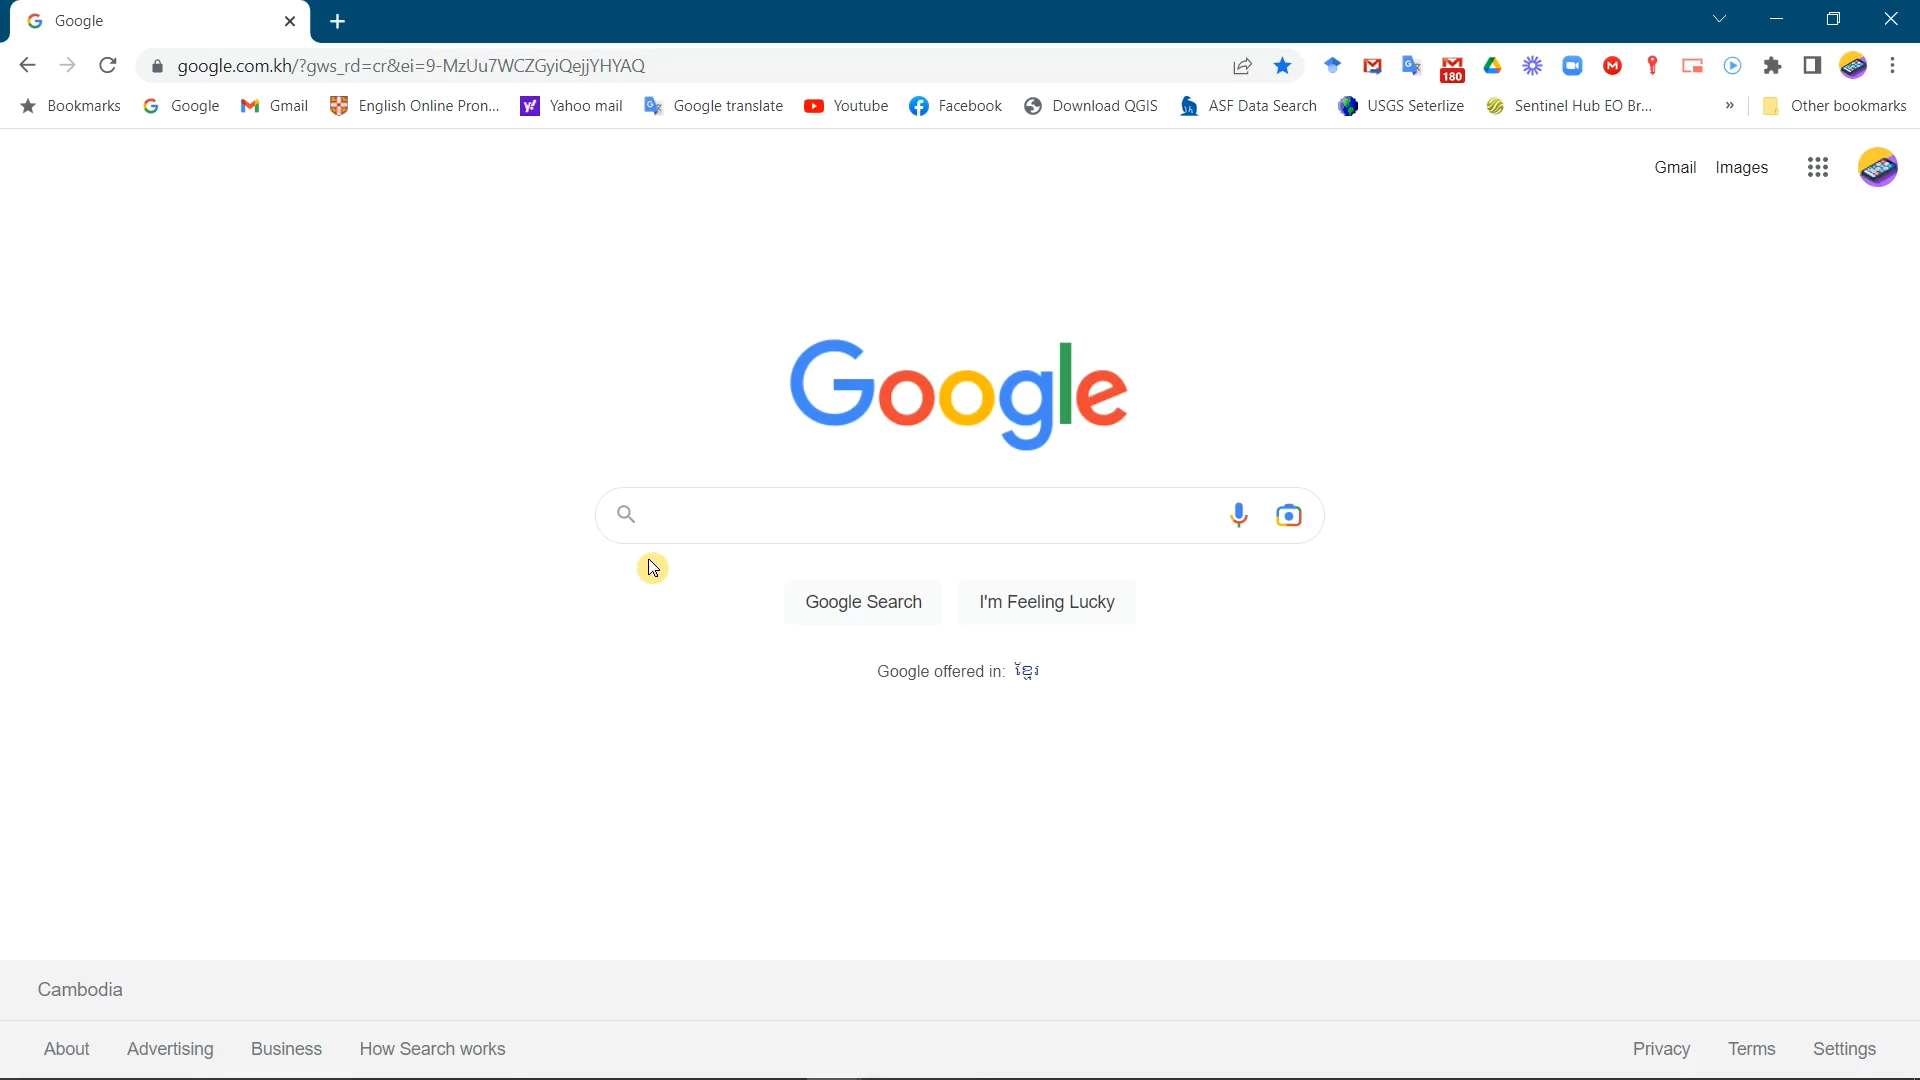 Google
google.com.kh/?gws_rd=cr&ei=9-MzUu7WCZGyiQejjYHYAQ
180
Bookmarks Google Gmail English Online Pron... Yahoo mail Google translate Youtube Facebook Download QGIS ASF Data Search USGS Seterlize Sentinel Hub EO Br... » Other bookmarks
Gmail Images
Google
Google Search I'm Feeling Lucky
Google offered in: ខ្មែរ
Cambodia
About Advertising Business How Search works Privacy Terms Settings